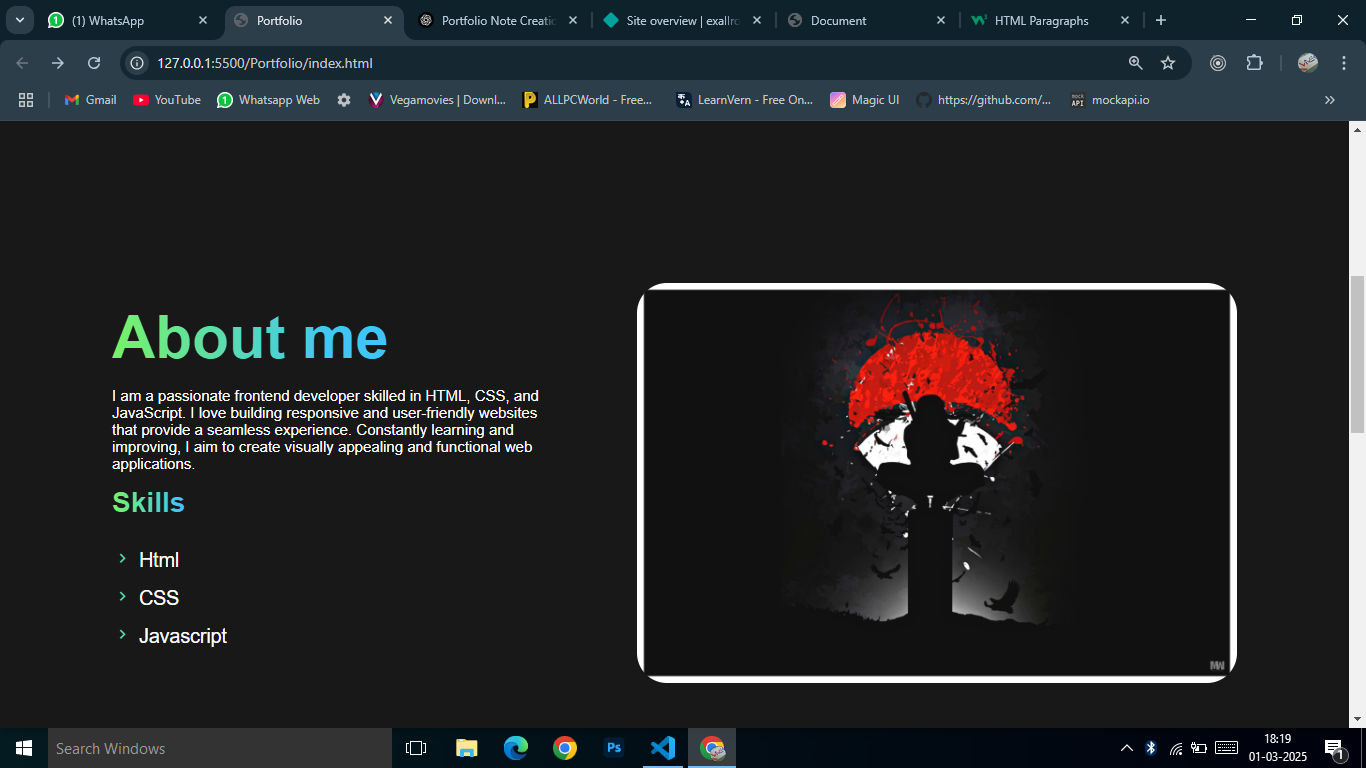 (1) WhatsApp
Portfolio
Portfolio Note Creatio
Site overview | exallro
Document
HTML Paragraphs
127.0.0.1:5500/Portfolio/index.html
Gmail
YouTube
Whatsapp Web
Vegamovies | Downl...
ALLPCWorld - Free...
LearnVern - Free On...
Magic UI
https://github.com/...
mock API
mockapi.io
About me
I am a passionate frontend developer skilled in HTML, CSS, and
JavaScript. I love building responsive and user-friendly websites
that provide a seamless experience. Constantly learning and
improving, I aim to create visually appealing and functional web
applications.
Skills
Html
CSS
Javascript
MW
Search Windows
Ps
18:19
01-03-2025
1